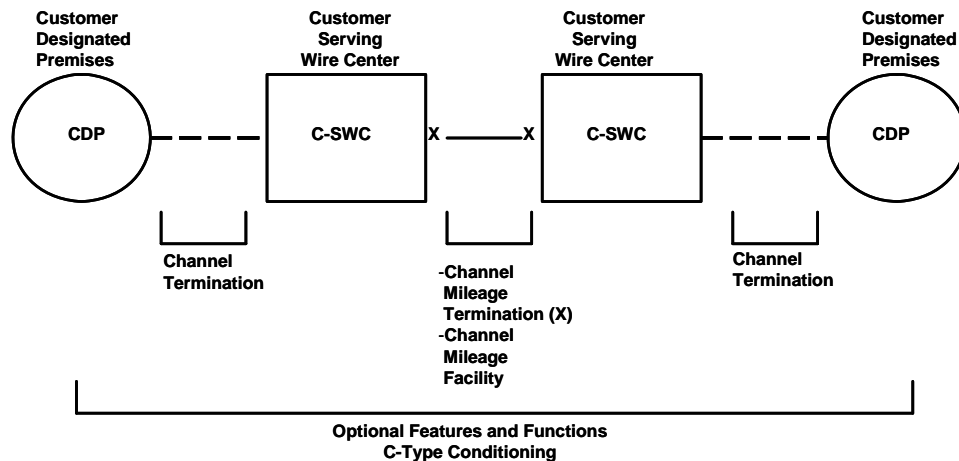 Customer
Designated
Premises
Customer
Serving
Wire Center
Customer
Serving
Wire Center
Customer
Designated
Premises
CDP
C-SWC
X
X
C-SWC
CDP
Channel
Termination
-Channel
Mileage
Termination (X)
-Channel
Mileage
Facility
Channel
Termination
Optional Features and Functions
C-Type Conditioning